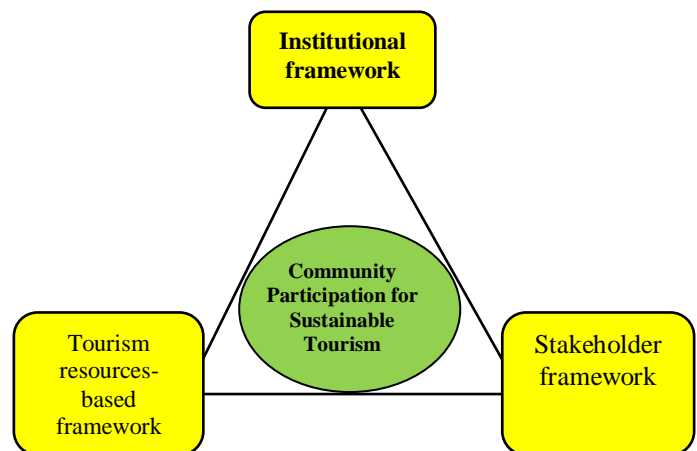 Institutional
framework
Community
Participation for
Sustainable
Tourism
Tourism
resources-
based
framework
Stakeholder
framework